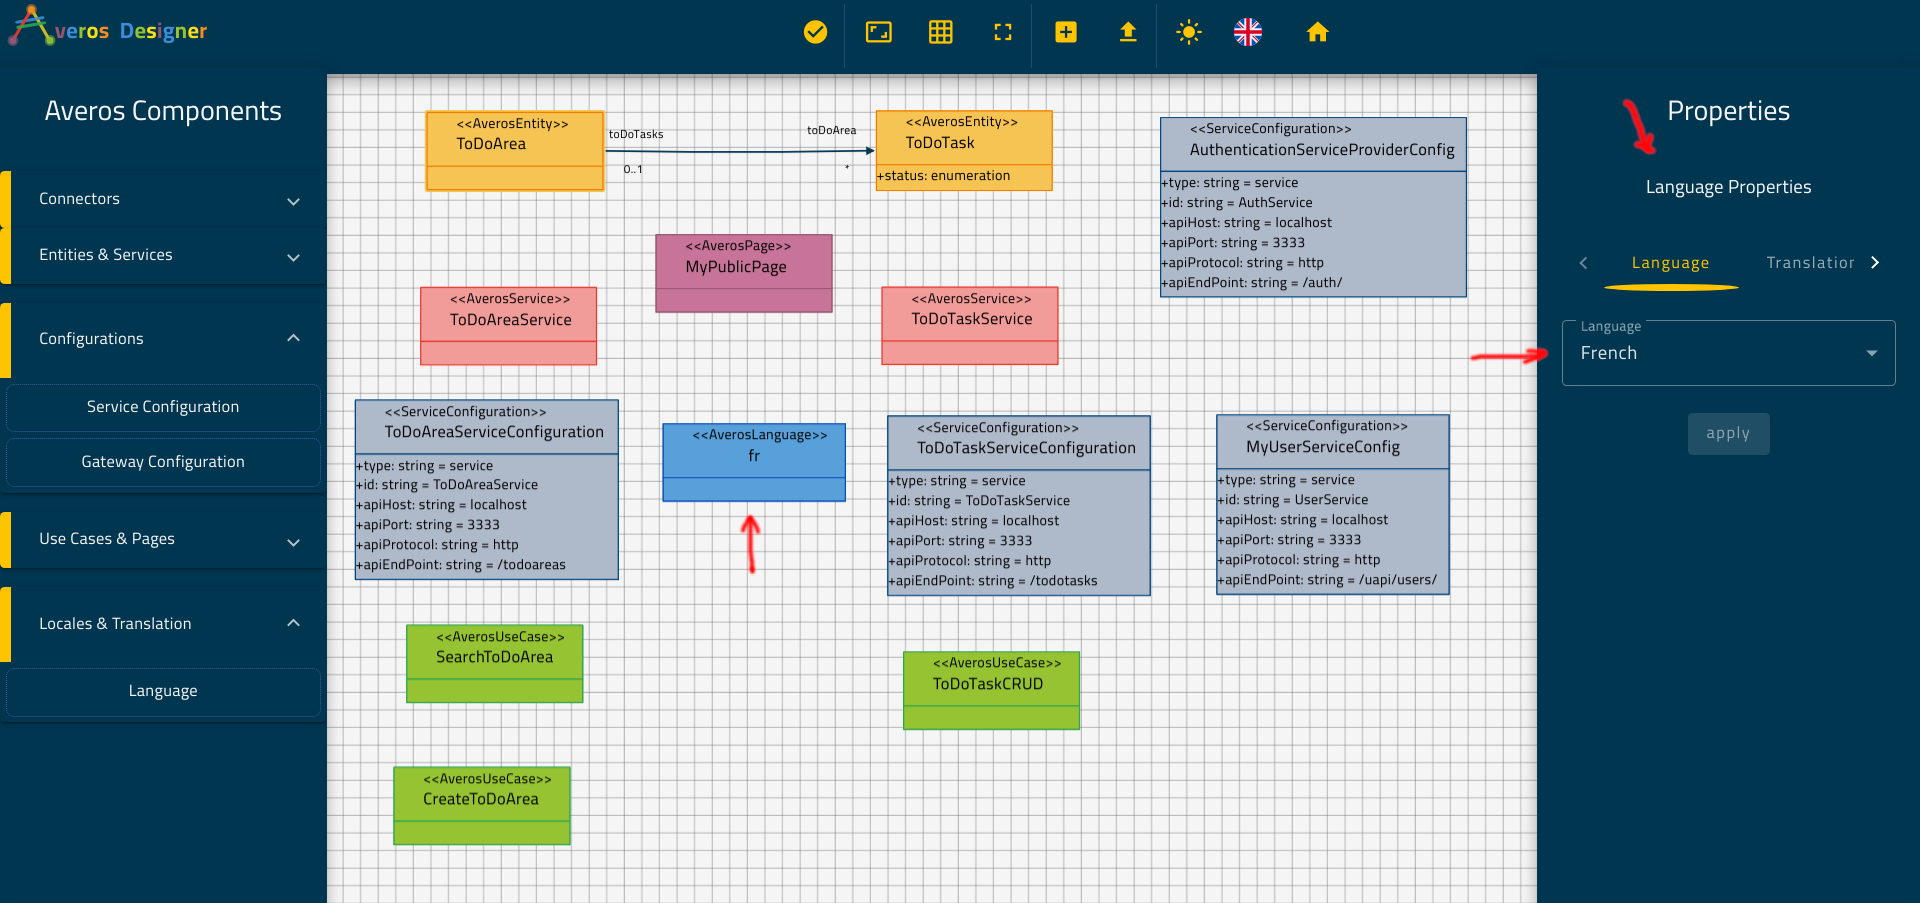 Averos Designer
Averos Components
Connectors
Entities & Services
Configurations
Service Configuration
Gateway Configuration
Use Cases & Pages
Locales & Translation
Language
<<AverosEntity>>
ToDoArea
toDoTasks
0..1
toDoArea
*
<<AverosEntity>>
ToDoTask
+status: enumeration
<<ServiceConfiguration>>
AuthenticationServiceProviderConfig
+type: string = service
+id: string = AuthService
+apiHost: string = localhost
+apiPort: string = 3333
+apiProtocol: string = http
+apiEndPoint: string = /auth/
<<AverosPage>>
MyPublicPage
<<AverosService>>
ToDoAreaService
<<AverosService>>
ToDoTaskService
<<ServiceConfiguration>>
ToDoAreaServiceConfiguration
+type: string = service
+id: string = ToDoAreaService
+apiHost: string = localhost
+apiPort: string = 3333
+apiProtocol: string = http
+apiEndPoint: string = /todoareas
<<AverosLanguage>>
fr
<<ServiceConfiguration>>
ToDoTaskServiceConfiguration
+type: string = service
+id: string = ToDoTaskService
+apiHost: string = localhost
+apiPort: string = 3333
+apiProtocol: string = http
+apiEndPoint: string = /todotasks
<<ServiceConfiguration>>
MyUserServiceConfig
+type: string = service
+id: string = UserService
+apiHost: string = localhost
+apiPort: string = 3333
+apiProtocol: string = http
+apiEndPoint: string = /uapi/users/
<<AverosUseCase>>
SearchToDoArea
<<AverosUseCase>>
ToDoTaskCRUD
<<AverosUseCase>>
CreateToDoArea
Properties
Language Properties
Language Translation
Language
French
apply